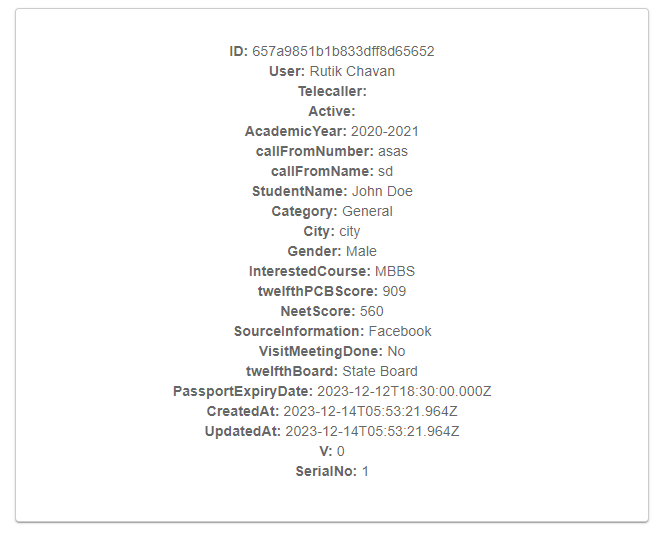 ID: 657a9851b1b833dff8d65652
User: Rutik Chavan
Telecaller:
Active:
AcademicYear: 2020-2021
callFromNumber: asas
callFromName: sd
StudentName: John Doe
Category: General
City: city
Gender: Male
InterestedCourse: MBBS
twelfthPCBScore: 909
NeetScore: 560
SourceInformation: Facebook
VisitMeetingDone: No
twelfthBoard: State Board
PassportExpiryDate: 2023-12-12T18:30:00.000Z
CreatedAt: 2023-12-14T05:53:21.964Z
UpdatedAt: 2023-12-14T05:53:21.964Z
V: 0
SerialNo: 1